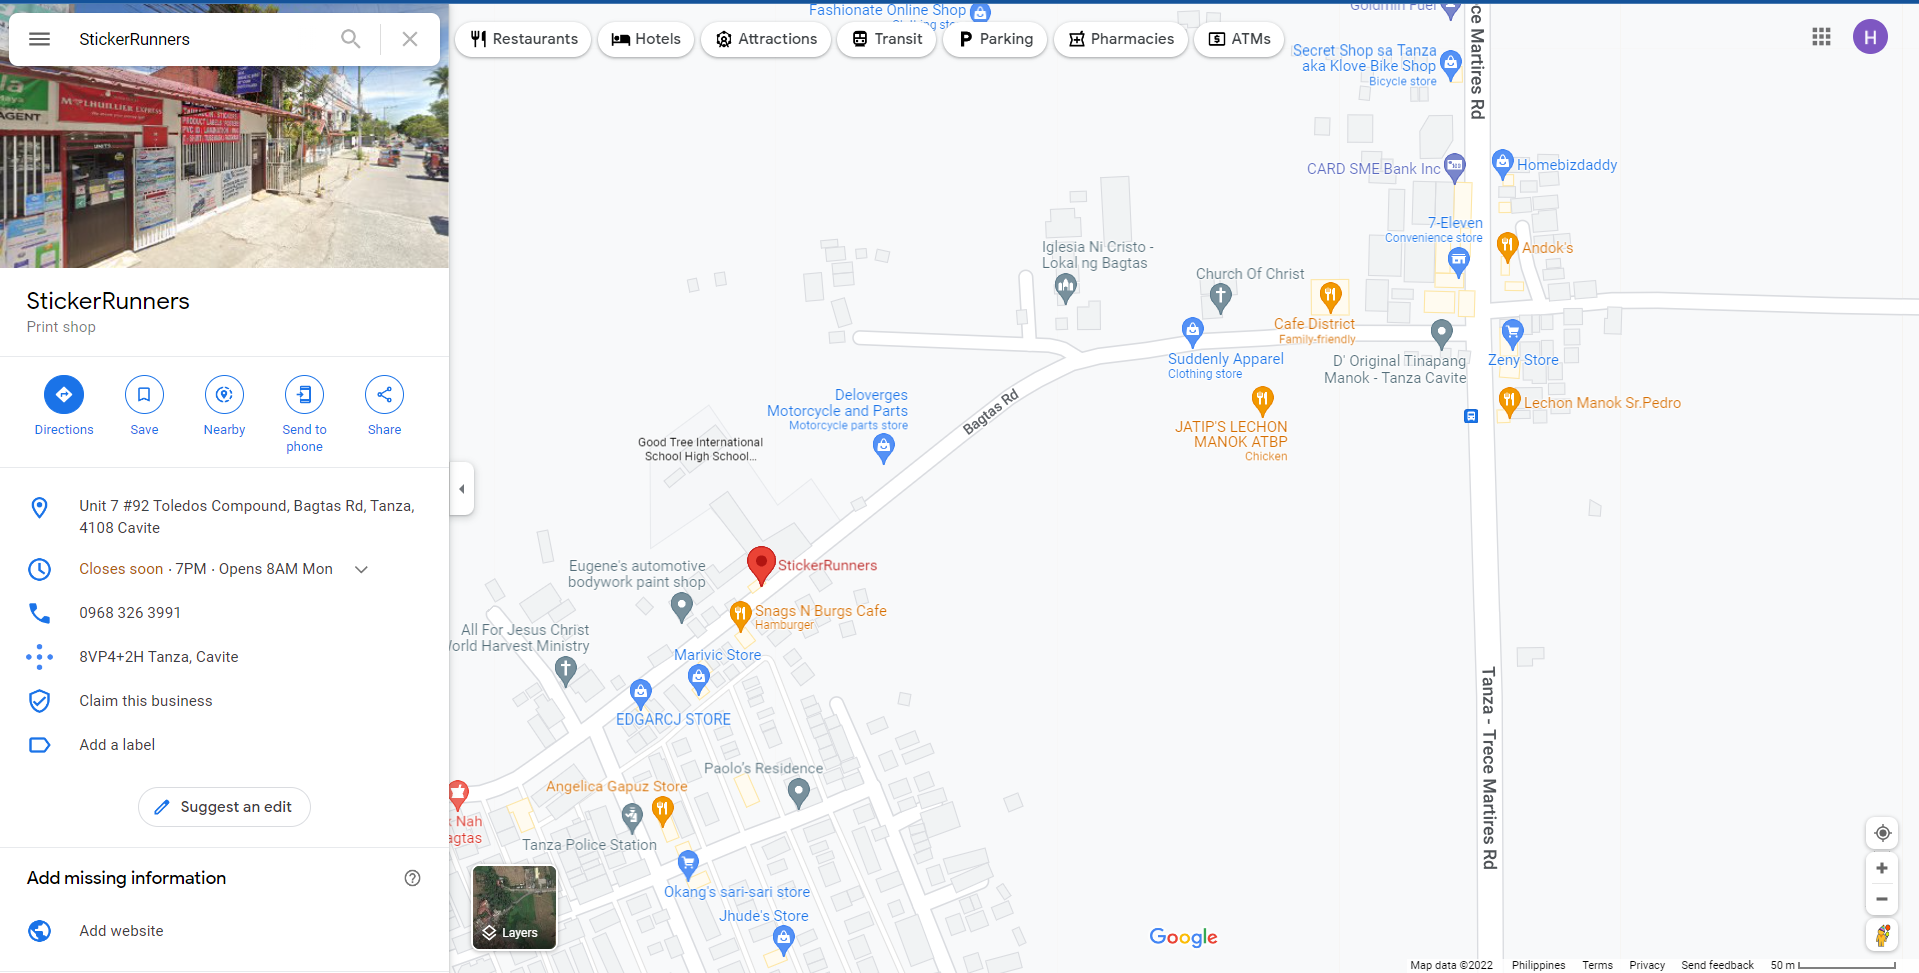 StickerRunners
Restaurants
Hotels
Attractions
Transit
Parking
Pharmacies
ATMs
H
AGENT
M LHUILLIER EXPRESS
StickerRunners
Print shop
Directions
Save
Nearby
Send to
phone
Share
Unit 7 #92 Toledos Compound, Bagtas Rd, Tanza,
4108 Cavite
Closes soon · 7PM · Opens 8AM Mon
0968 326 3991
8VP4+2H Tanza, Cavite
Claim this business
Add a label
Suggest an edit
Add missing information
Add website
Fashionate Online Shop
Goldmin Fuel
Secret Shop sa Tanza
aka Klove Bike Shop
Bicycle store
ce Martires Rd
CARD SME Bank Inc
Homebizdaddy
7-Eleven
Convenience store
Andok's
Iglesia Ni Cristo -
Lokal ng Bagtas
Church Of Christ
Cafe District
Family-friendly
Suddenly Apparel
Clothing store
D' Original Tinapang
Manok - Tanza Cavite
Zeny Store
Lechon Manok Sr.Pedro
JATIP'S LECHON
MANOK ATBP
Chicken
Bagtas Rd
Deloverges
Motorcycle and Parts
Motorcycle parts store
Good Tree International
School High School...
Eugene's automotive
bodywork paint shop
StickerRunners
Snags N Burgs Cafe
Hamburger
All For Jesus Christ
World Harvest Ministry
Marivic Store
EDGARCJ STORE
Tanza - Trece Martires Rd
Paolo's Residence
Angelica Gapuz Store
Tanza Police Station
Nah
agtas
Okang's sari-sari store
Jhude's Store
Layers
Google
Map data ©2022
Philippines
Terms
Privacy
Send feedback
50 m